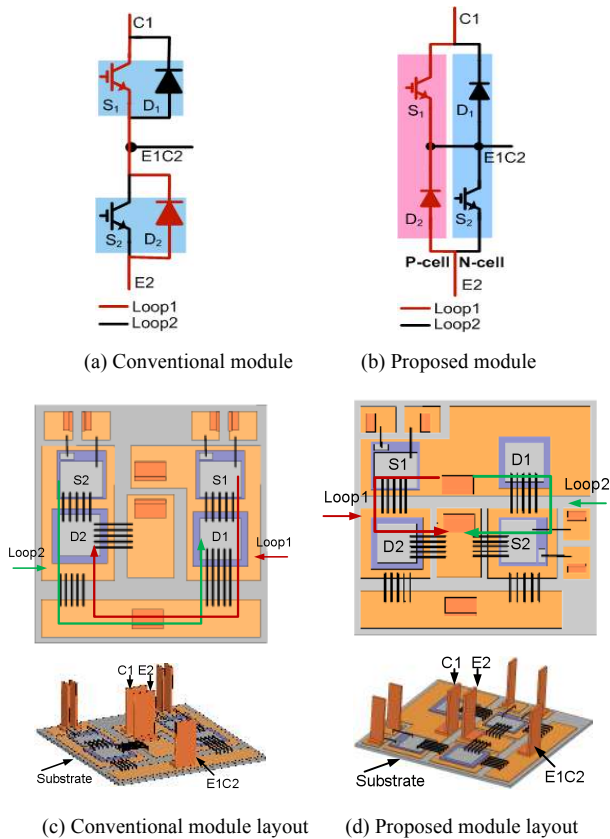 C1
S1
D1
E1C2
S2
D2
E2
Loop1
Loop2
(a) Conventional module
C1
S1
D1
E1C2
D2
S2
P-cell N-cell
E2
Loop1
Loop2
(b) Proposed module
S2
S1
D2
D1
Loop2
Loop1
C1 E2
Substrate
E1C2
(c) Conventional module layout
S1
D1
Loop1
Loop2
D2
S2
C1 E2
Substrate
E1C2
(d) Proposed module layout